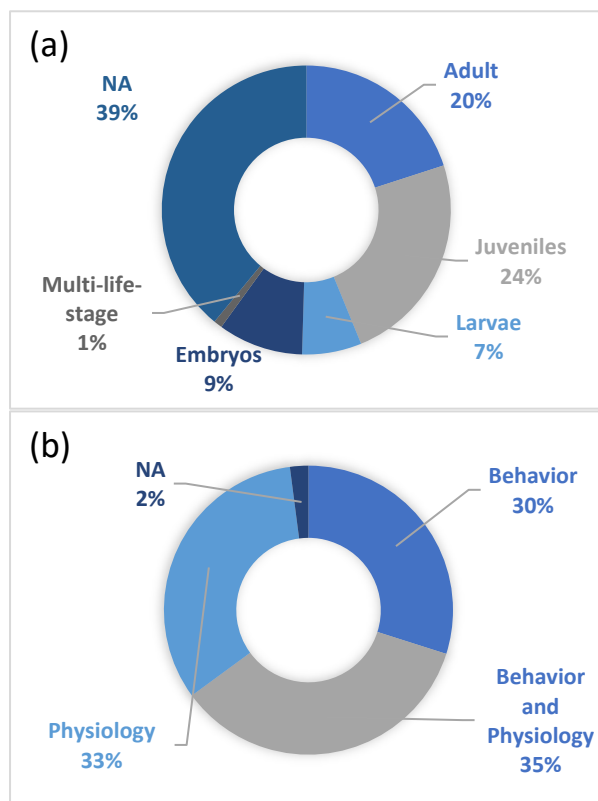 (a)
NA
39%
Adult
20%
Juveniles
24%
Multi-life-
stage
1%
Larvae
7%
Embryos
9%
(b)
NA
2%
Behavior
30%
Physiology
33%
Behavior
and
Physiology
35%